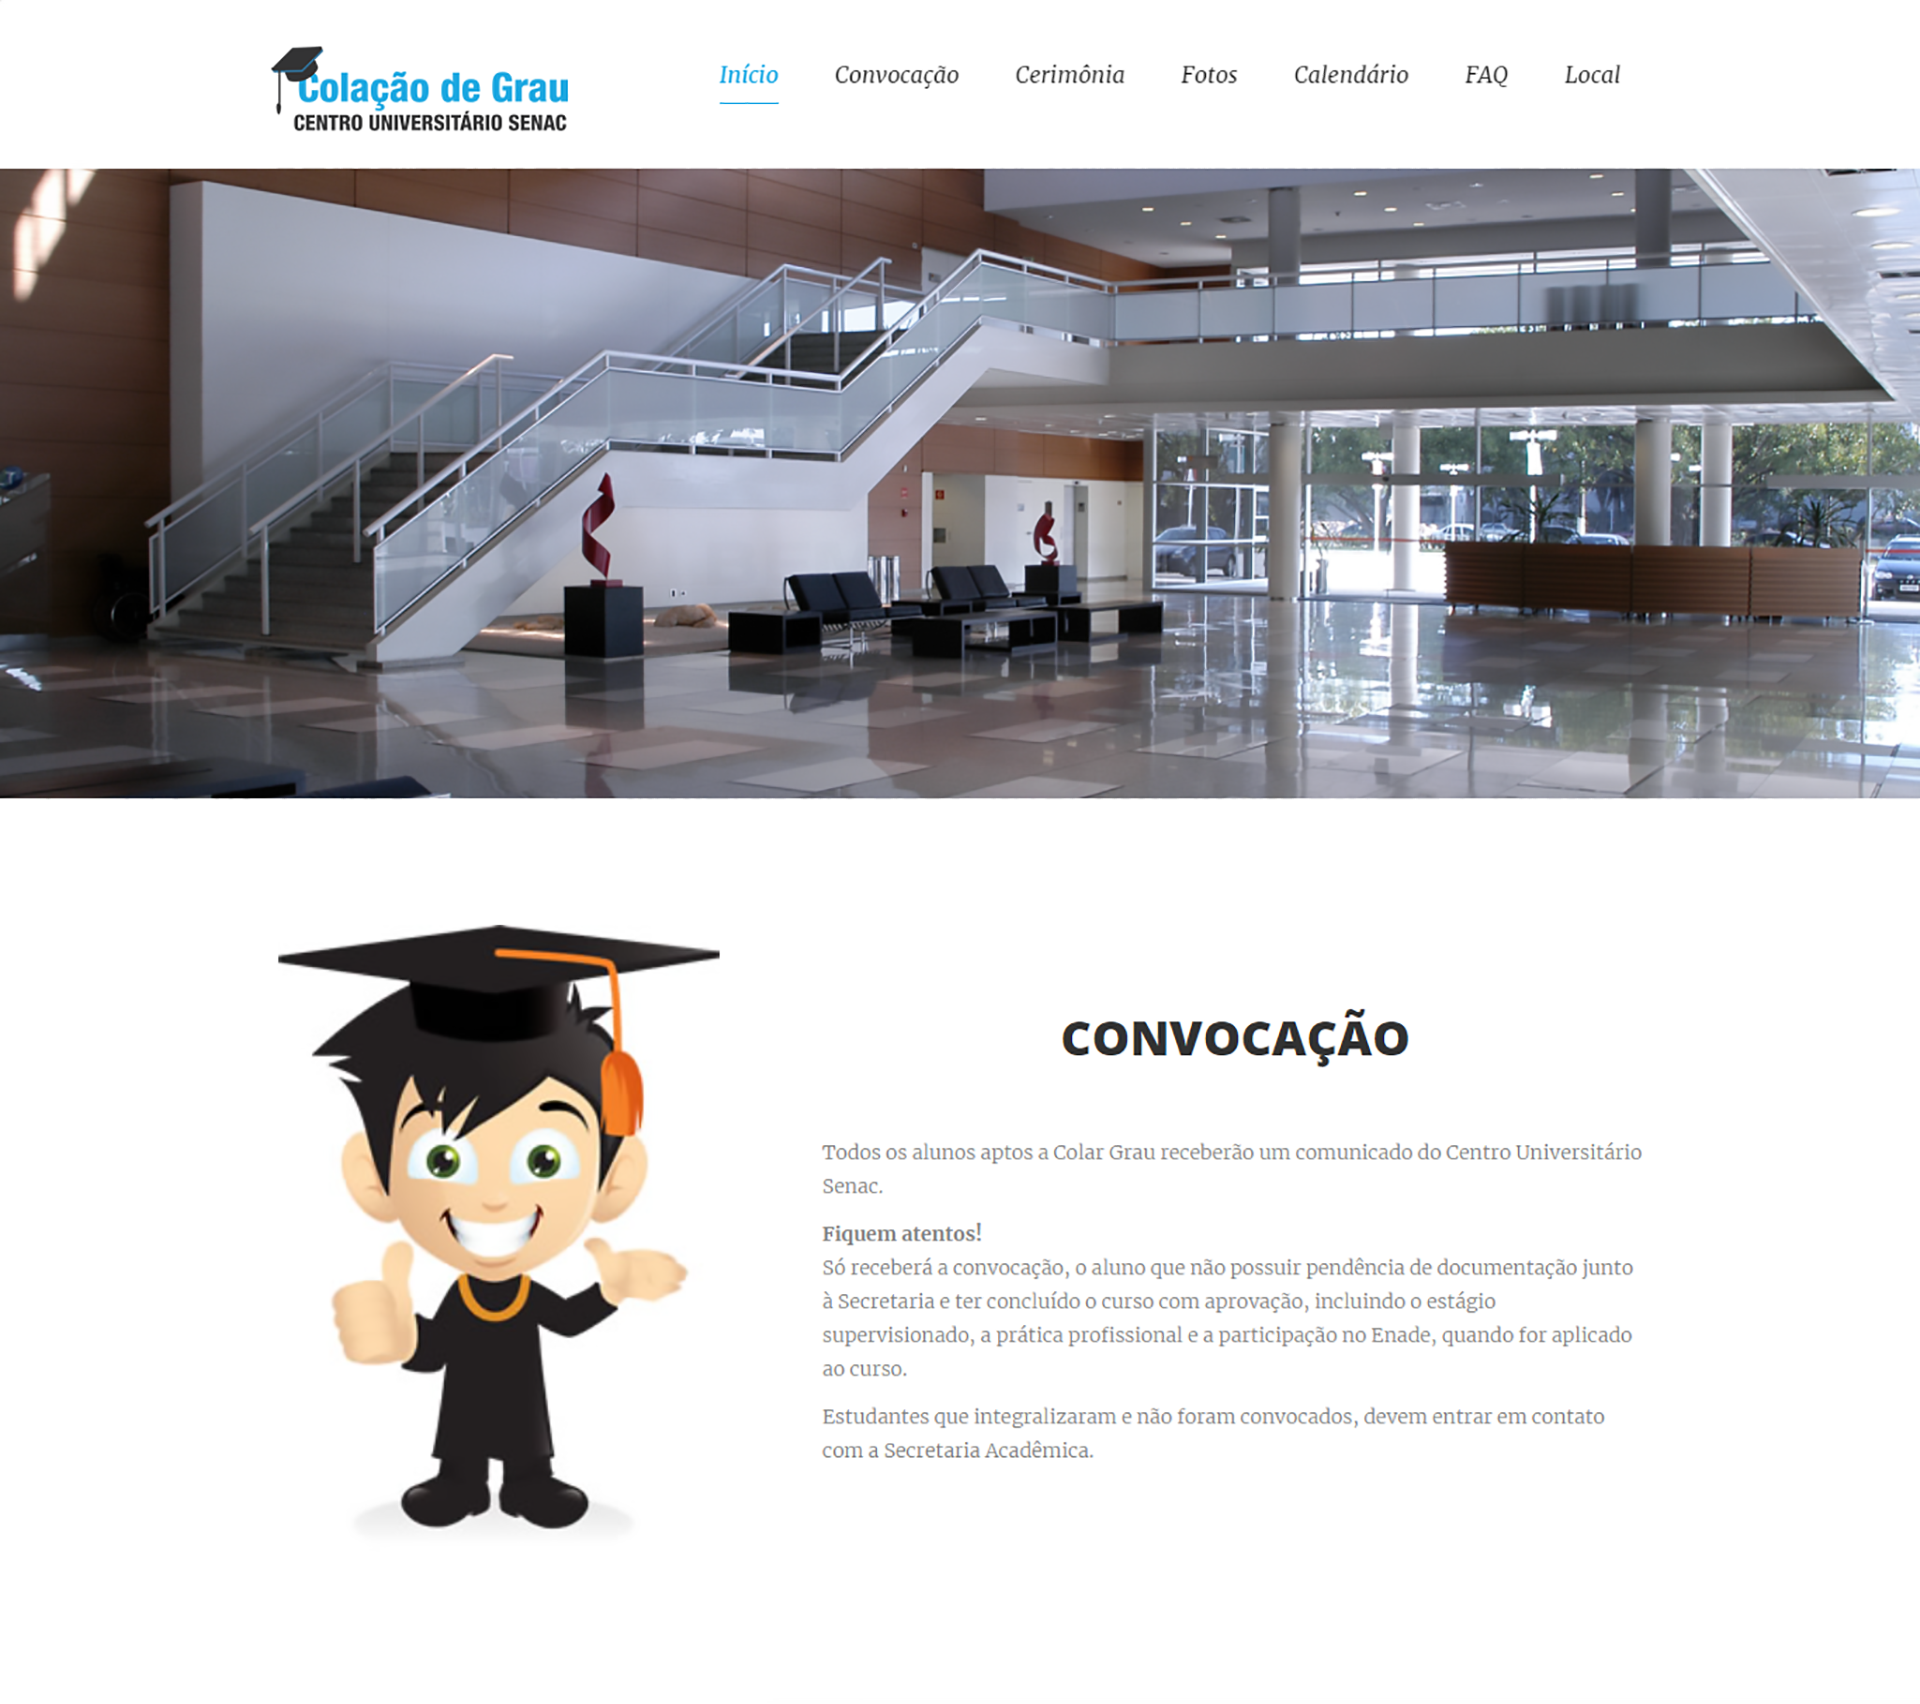 Colação de Grau
CENTRO UNIVERSITÁRIO SENAC
Início Convocação Cerimônia Fotos Calendário FAQ Local
CONVOCAÇÃO
Todos os alunos aptos a Colar Grau receberão um comunicado do Centro Universitário
Senac.
Fiquem atentos!
Só receberá a convocação, o aluno que não possuir pendência de documentação junto
à Secretaria e ter concluído o curso com aprovação, incluindo o estágio
supervisionado, a prática profissional e a participação no Enade, quando for aplicado
ao curso.
Estudantes que integralizaram e não foram convocados, devem entrar em contato
com a Secretaria Acadêmica.